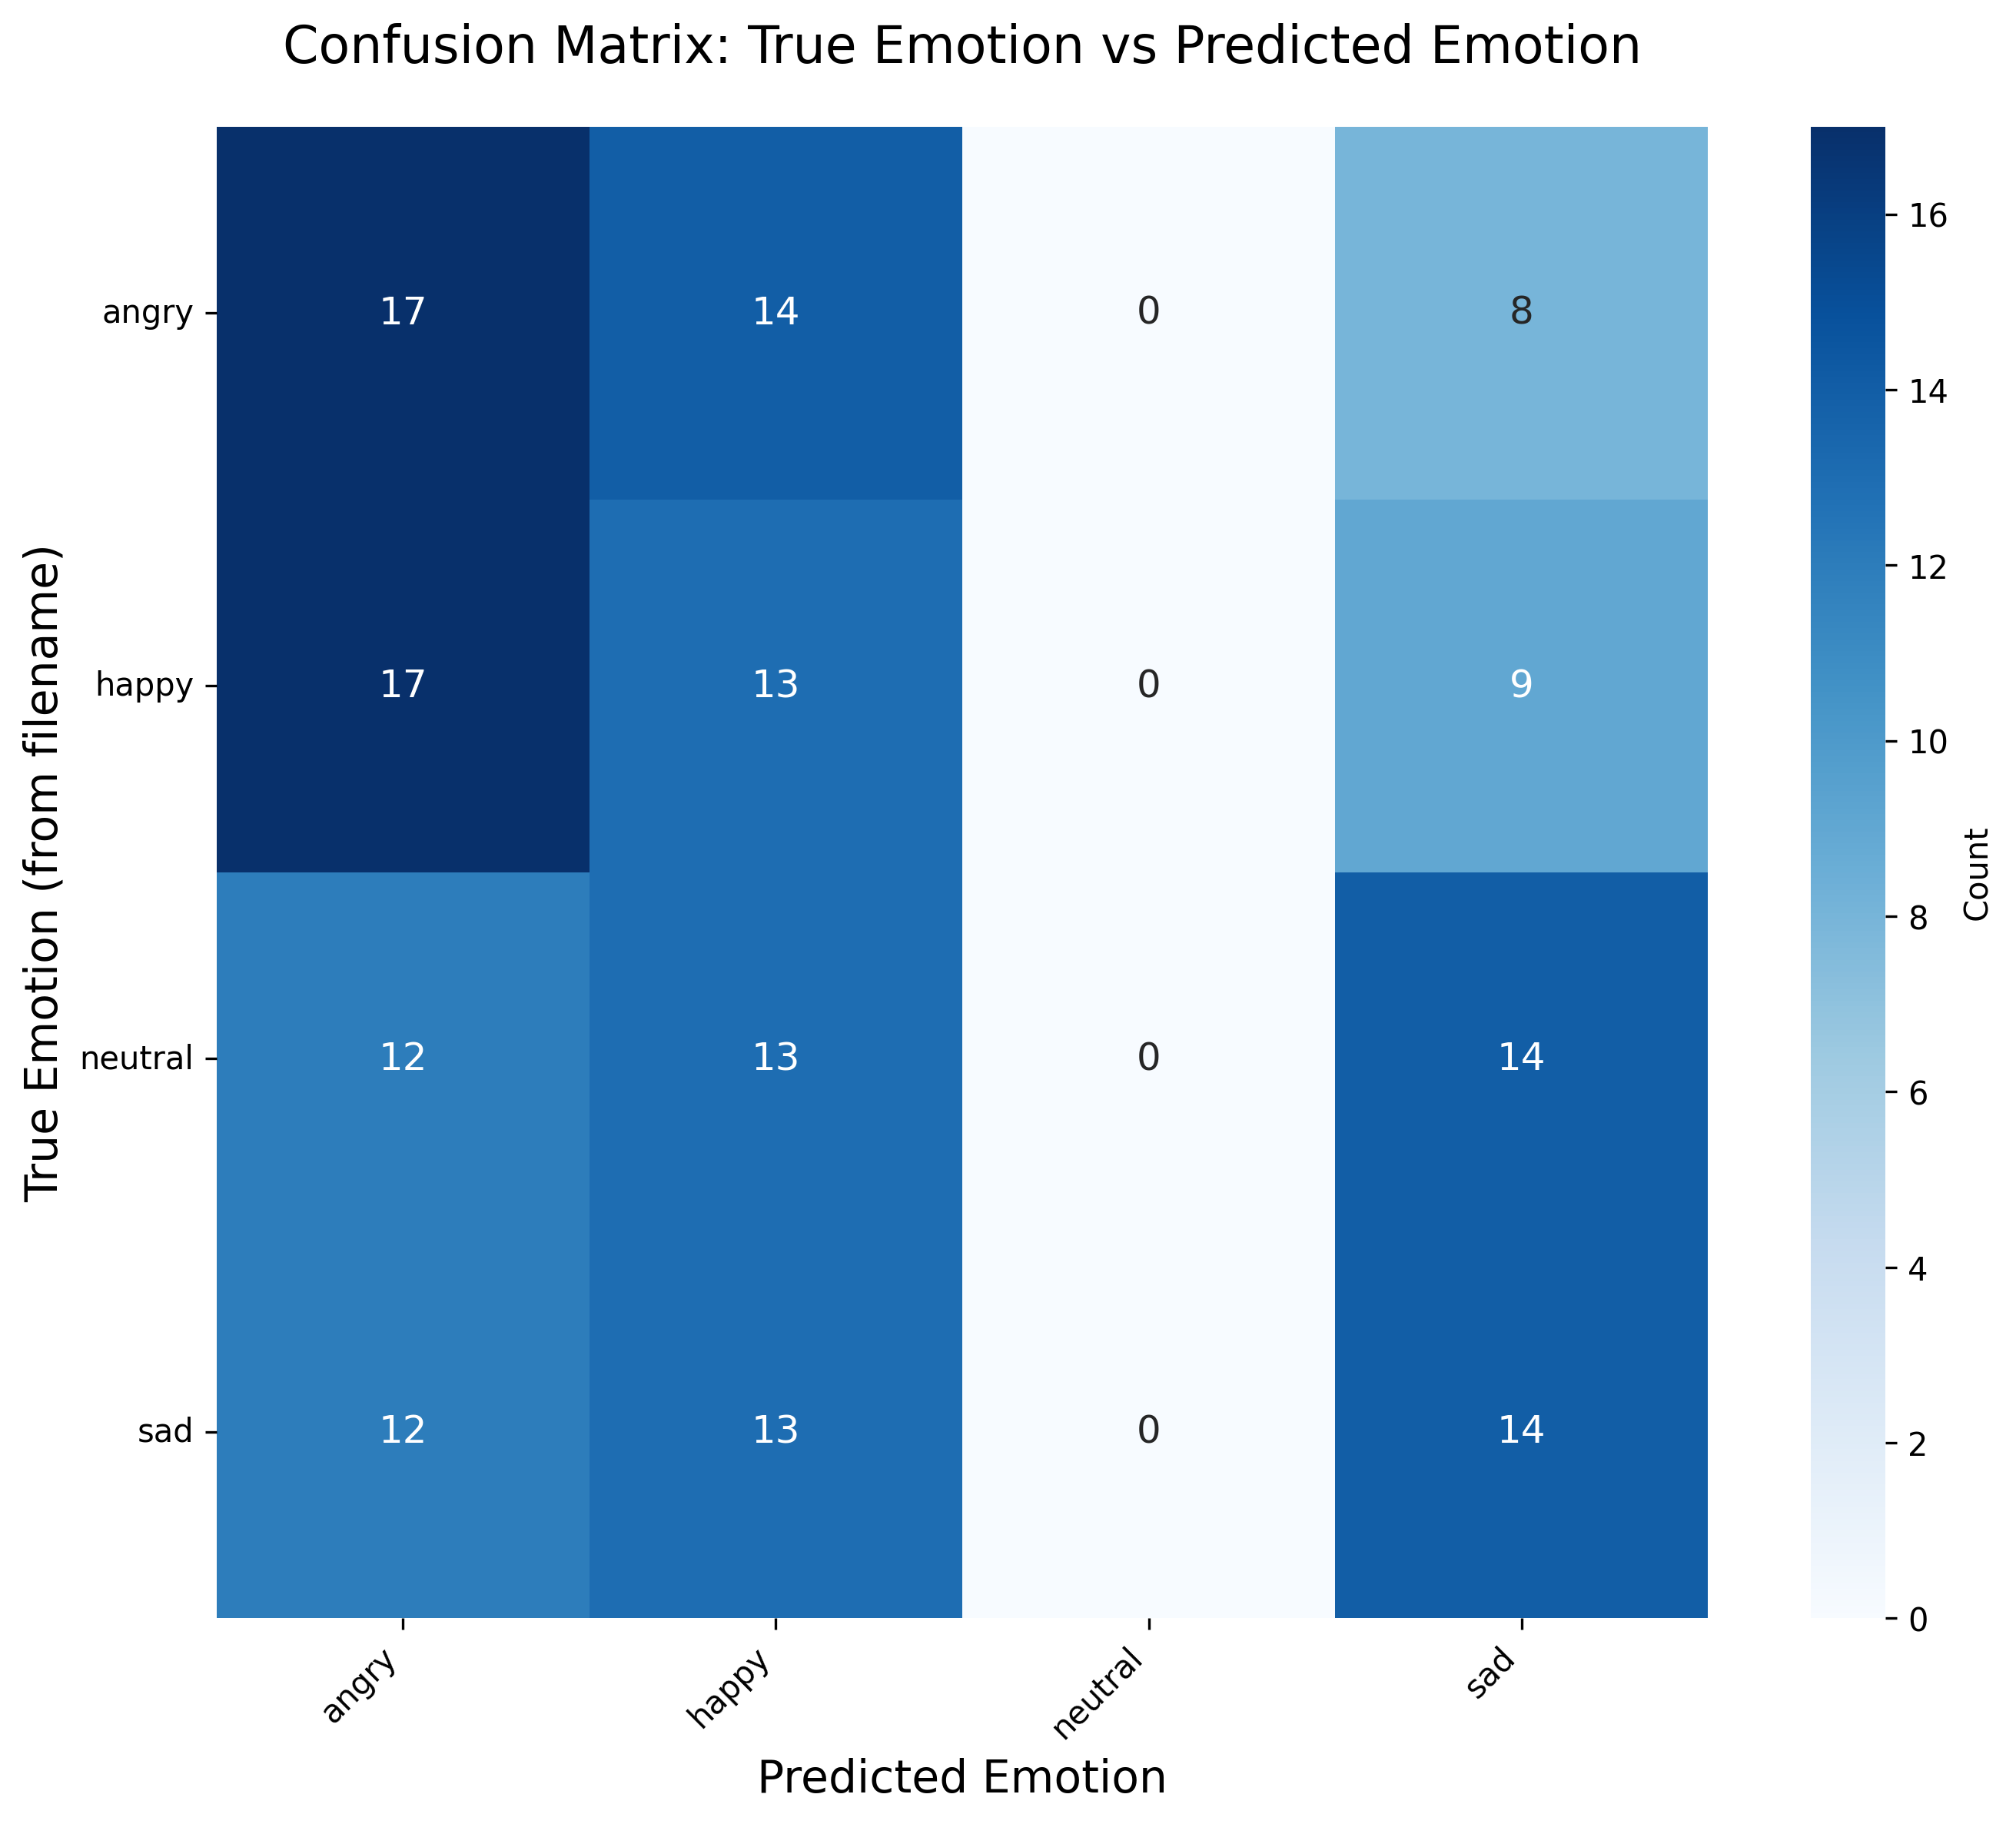 Confusion Matrix: True Emotion vs Predicted Emotion
True Emotion (from filename)
angry
17
14
0
8
happy
17
13
0
9
neutral
12
13
0
14
sad
12
13
0
14
angry
happy
neutral
sad
Predicted Emotion
16
14
12
10
8
6
4
2
0
Count